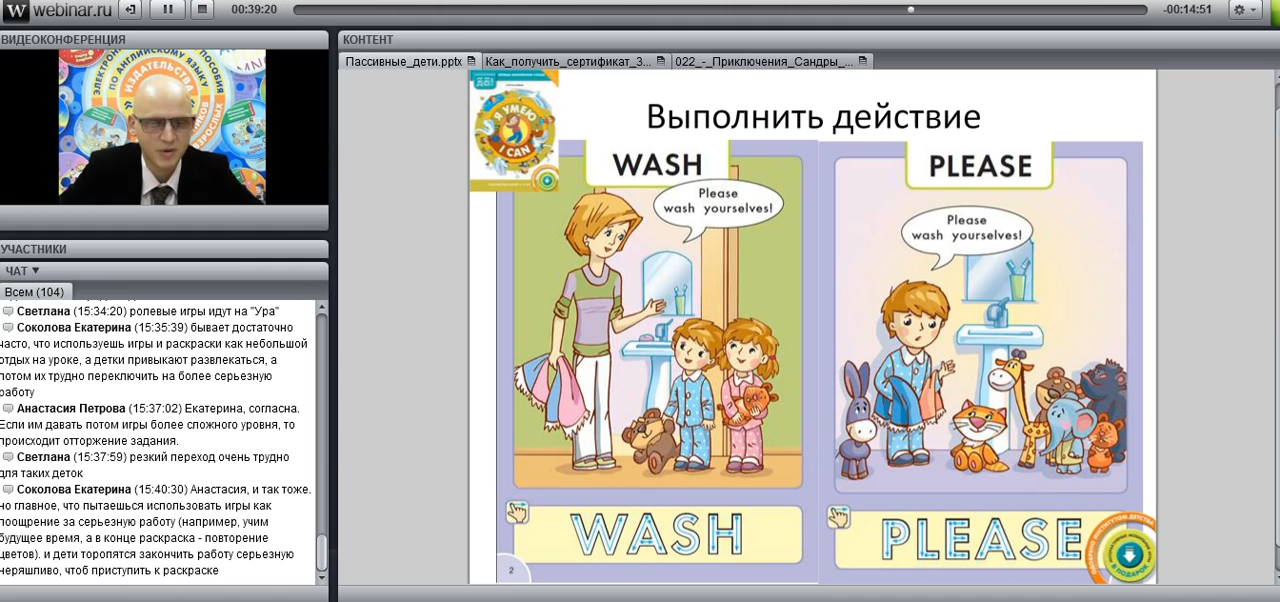 webinar.ru
00:39:20
-00:14:51
ВИДЕОКОНФЕРЕНЦИЯ
ЭЛЕКТРОН
ПОСОБИЯ
ПО АНГЛИЙСКОМУ ЯЗЫКУ
ИЗДАТЕЛЬСТВА
ВЗРОСЛЫХ
УЧАСТНИКИ
ЧАТ
Всем (104)
Светлана (15:34:20) ролевые игры идут на "Ура"
Соколова Екатерина (15:35:39) бывает достаточно
часто, что используешь игры и раскраски как небольшой
отдых на уроке, а детки привыкают развлекаться, а
потом их трудно переключить на более серьезную
работу
Анастасия Петрова (15:37:02) Екатерина, согласна.
Если им давать потом игры более сложного уровня, то
происходит отторжение задания.
Светлана (15:37:59) резкий переход очень трудно
для таких деток
Соколова Екатерина (15:40:30) Анастасия, и так тоже.
но главное, что пытаешься использовать игры как
поощрение за серьезную работу (например, учим
будущее время, а в конце раскраска - повторение
цветов). и дети торопятся закончить работу серьезную
неряшливо, чтоб приступить к раскраске
КОНТЕНТ
Пассивные_дети.pptx
Как_получить_сертификат_3...
022_-_Приключения_Сандры_...
Я УМЕЮ
I CAN
Выполнить действие
WASH
Please
wash yourselves!
WASH
2
PLEASE
Please
wash yourselves!
PLEASE
В ПОДАРОК